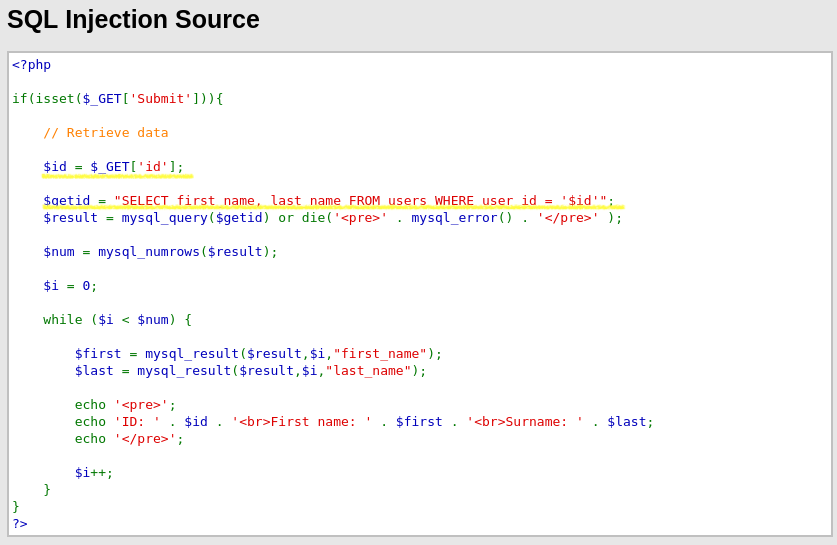 SQL Injection Source
<?php
if(isset($_GET['Submit'])){
// Retrieve data
$id = $_GET['id'];
$getid = "SELECT first_name, last_name FROM users WHERE user_id = '$id'";
$result = mysql_query($getid) or die('<pre>' . mysql_error() . '</pre>' );
$num = mysql_numrows($result);
$i = 0;
while ($i < $num) {
$first = mysql_result($result,$i,"first_name");
$last = mysql_result($result,$i,"last_name");
echo '<pre>';
echo 'ID: ' . $id . '<br>First name: ' . $first . '<br>Surname: ' . $last;
echo '</pre>';
$i++;
}
}
?>